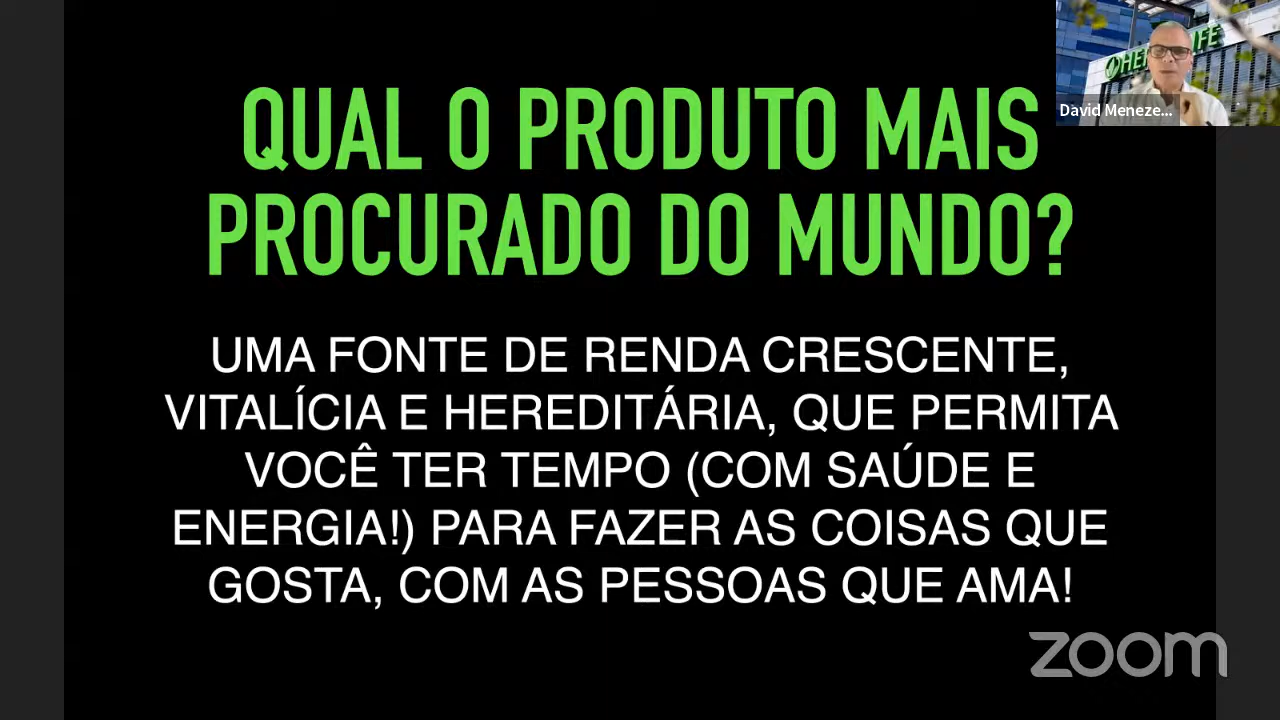 QUAL O PRODUTO MAIS
PROCURADO DO MUNDO?
UMA FONTE DE RENDA CRESCENTE,
VITALÍCIA E HEREDITÁRIA, QUE PERMITA
VOCÊ TER TEMPO (COM SAÚDE E
ENERGIA!) PARA FAZER AS COISAS QUE
GOSTA, COM AS PESSOAS QUE AMA!
David Meneze...
zoom